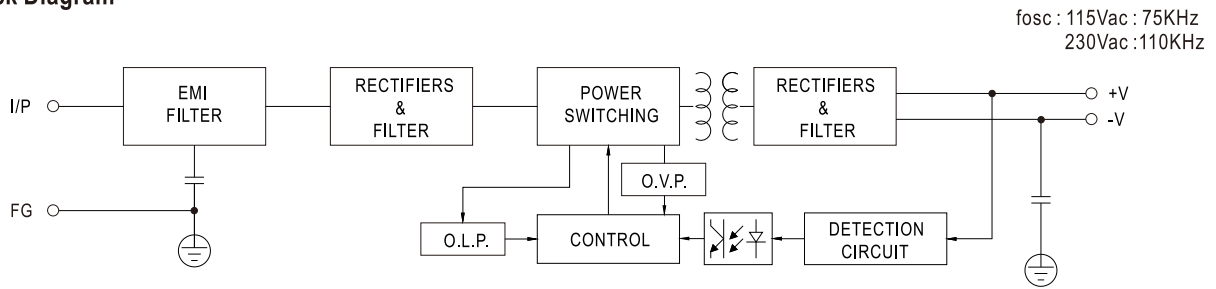 Diagram
fosc : 115Vac : 75KHz
230Vac :110KHz
I/P
EMI
FILTER
RECTIFIERS
&
FILTER
POWER
SWITCHING
RECTIFIERS
&
FILTER
+V
-V
O.V.P.
FG
O.L.P.
CONTROL
DETECTION
CIRCUIT